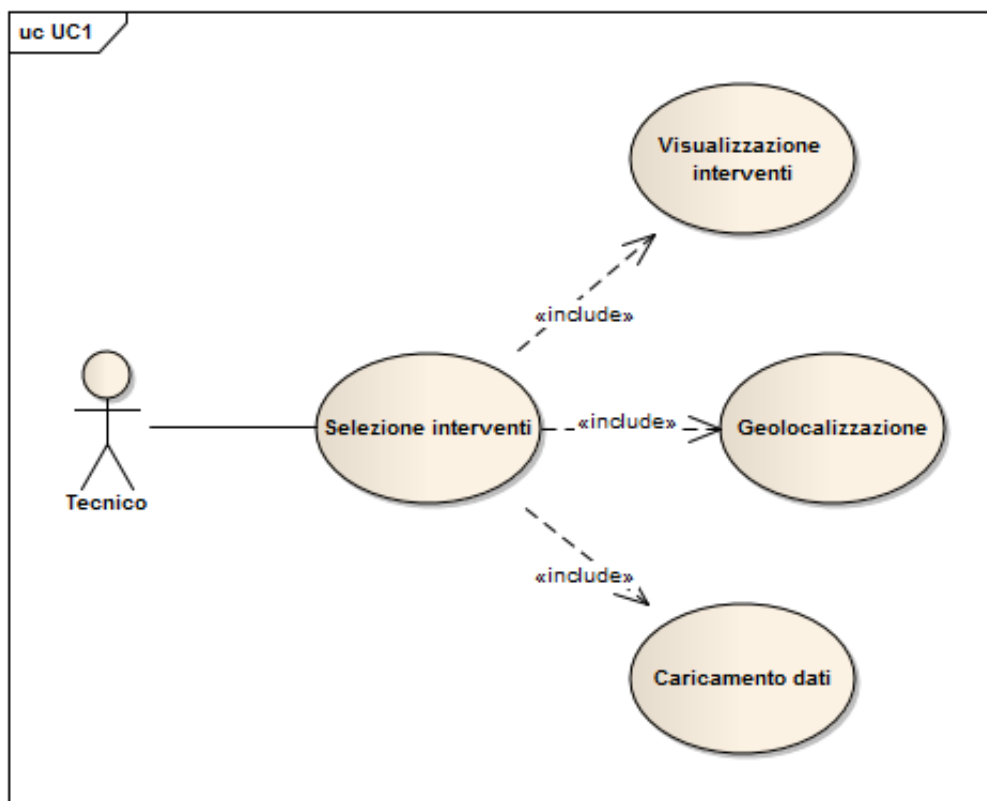 uc UC1
Visualizzazione
interventi
«include»
Selezione interventi
«include»
Geolocalizzazione
Tecnico
«include»
Caricamento dati